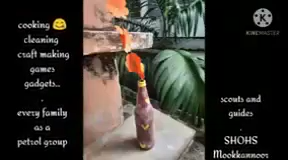 cooking 😋
cleaning
craft making
games
gadgets...
.
every family
as a
petrol group
KINEMASTER
scouts and
guides
.
SHOHS
Mookkannoor